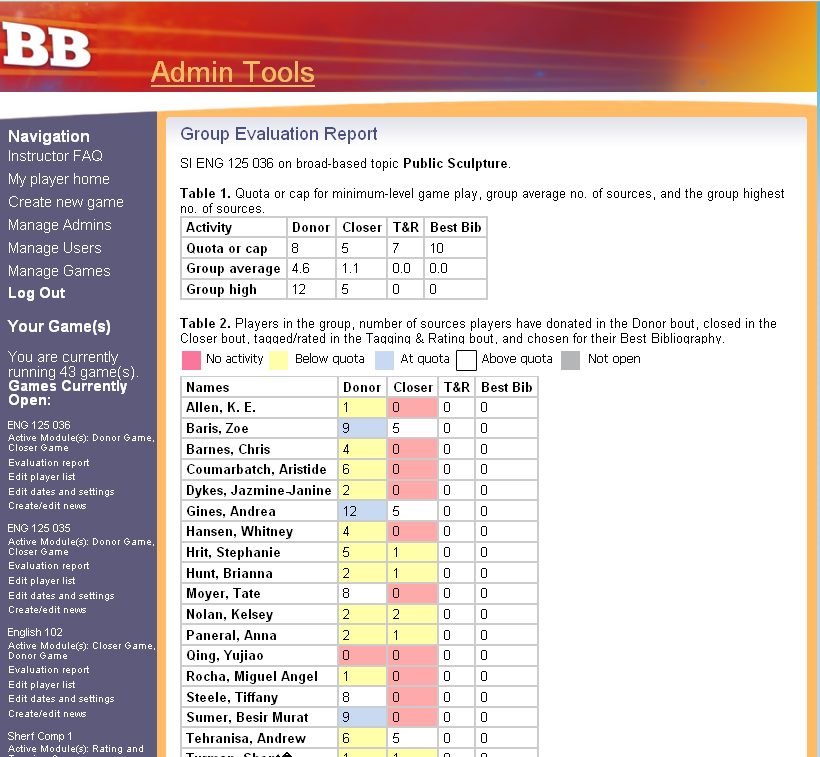 BB
Admin Tools
Navigation
Instructor FAQ
My player home
Create new game
Manage Admins
Manage Users
Manage Games
Log Out
Your Game(s)
You are currently
running 43 game(s).
Games Currently
Open:
ENG 125 036
Active Module(s): Donor Game,
Closer Game
Evaluation report
Edit player list
Edit dates and settings
Create/edit news
ENG 125 035
Active Module(s): Donor Game,
Closer Game
Evaluation report
Edit player list
Edit dates and settings
Create/edit news
English 102
Active Module(s): Closer Game,
Donor Game
Evaluation report
Edit player list
Edit dates and settings
Create/edit news
Sherf Comp 1
Active Module(s): Rating and
Group Evaluation Report
SI ENG 125 036 on broad-based topic Public Sculpture.
Table 1. Quota or cap for minimum-level game play, group average no. of sources, and the group highest
no. of sources.
Activity Donor Closer T&R Best Bib
Quota or cap 8 5 7 10
Group average 4.6 1.1 0.0 0.0
Group high 12 5 0 0
Table 2. Players in the group, number of sources players have donated in the Donor bout, closed in the
Closer bout, tagged/rated in the Tagging & Rating bout, and chosen for their Best Bibliography.
No activity Below quota At quota Above quota Not open
Names Donor Closer T&R Best Bib
Allen, K. E. 1 0 0 0
Baris, Zoe 9 5 0 0
Barnes, Chris 4 0 0 0
Coumarbatch, Aristide 6 0 0 0
Dykes, Jazmine-Janine 2 0 0 0
Gines, Andrea 12 5 0 0
Hansen, Whitney 4 0 0 0
Hrit, Stephanie 5 1 0 0
Hunt, Brianna 2 1 0 0
Moyer, Tate 8 0 0 0
Nolan, Kelsey 2 2 0 0
Paneral, Anna 2 1 0 0
Qing, Yujiao 0 0 0 0
Rocha, Miguel Angel 1 0 0 0
Steele, Tiffany 8 0 0 0
Sumer, Besir Murat 9 0 0 0
Tehranisa, Andrew 6 5 0 0